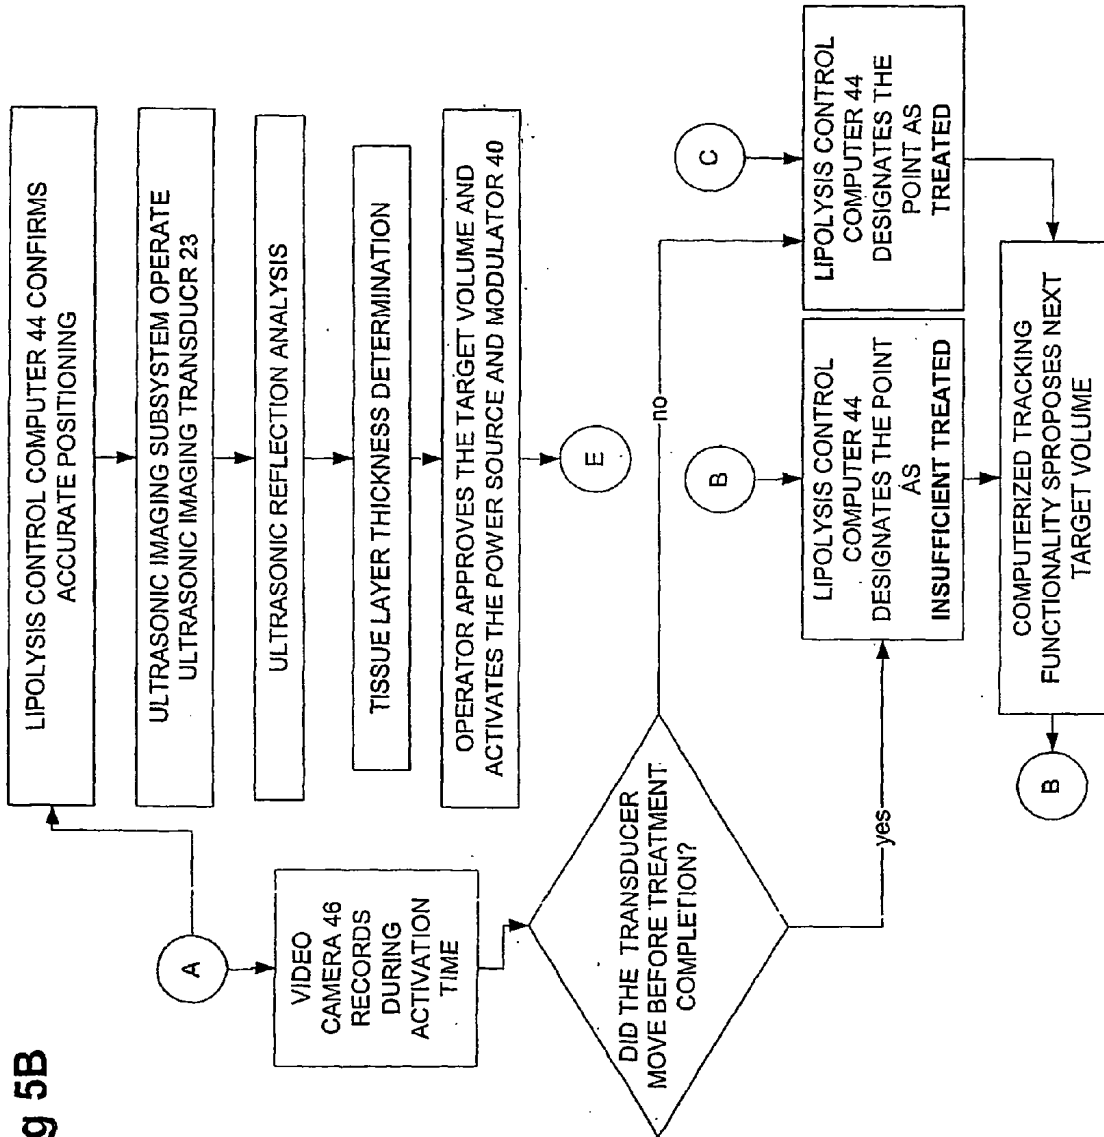 g 5B
A
LIPOLYSIS CONTROL COMPUTER 44 CONFIRMS
ACCURATE POSITIONING
ULTRASONIC IMAGING SUBSYSTEM OPERATE
ULTRASONIC IMAGING TRANSDUCR 23
ULTRASONIC REFLECTION ANALYSIS
TISSUE LAYER THICKNESS DETERMINATION
OPERATOR APPROVES THE TARGET VOLUME AND
ACTIVATES THE POWER SOURCE AND MODULATOR 40
E
VIDEO
CAMERA 46
RECORDS
DURING
ACTIVATION
TIME
DID THE TRANSDUCER
MOVE BEFORE TREATMENT
COMPLETION?
no
yes
B
LIPOLYSIS CONTROL
COMPUTER 44
DESIGNATES THE POINT
AS
INSUFFICIENT TREATED
C
LIPOLYSIS CONTROL
COMPUTER 44
DESIGNATES THE
POINT AS
TREATED
COMPUTERIZED TRACKING
FUNCTIONALITY SPROPOSES NEXT
TARGET VOLUME
B